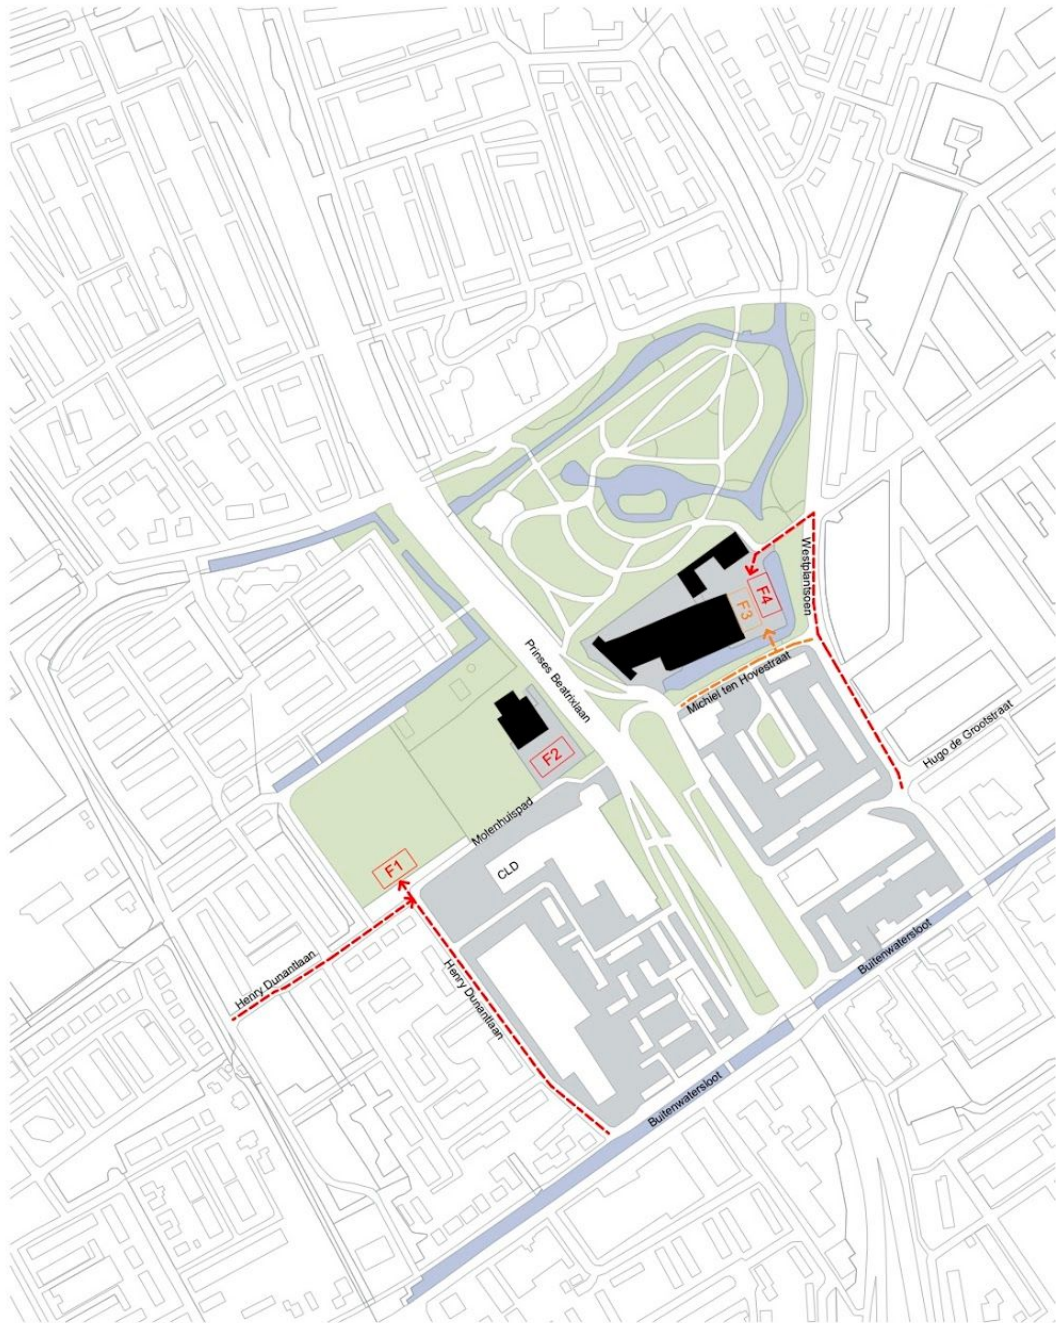 Westplantsoen
F4
F3
Michiel ten Hovestraat
Prinses Beatrixlaan
Hugo de Grootstraat
F2
Molenhuispad
F1
CLD
Henry Dunantlaan
Henry Dunantlaan
Buitenwatersloot
Buitenwatersloot